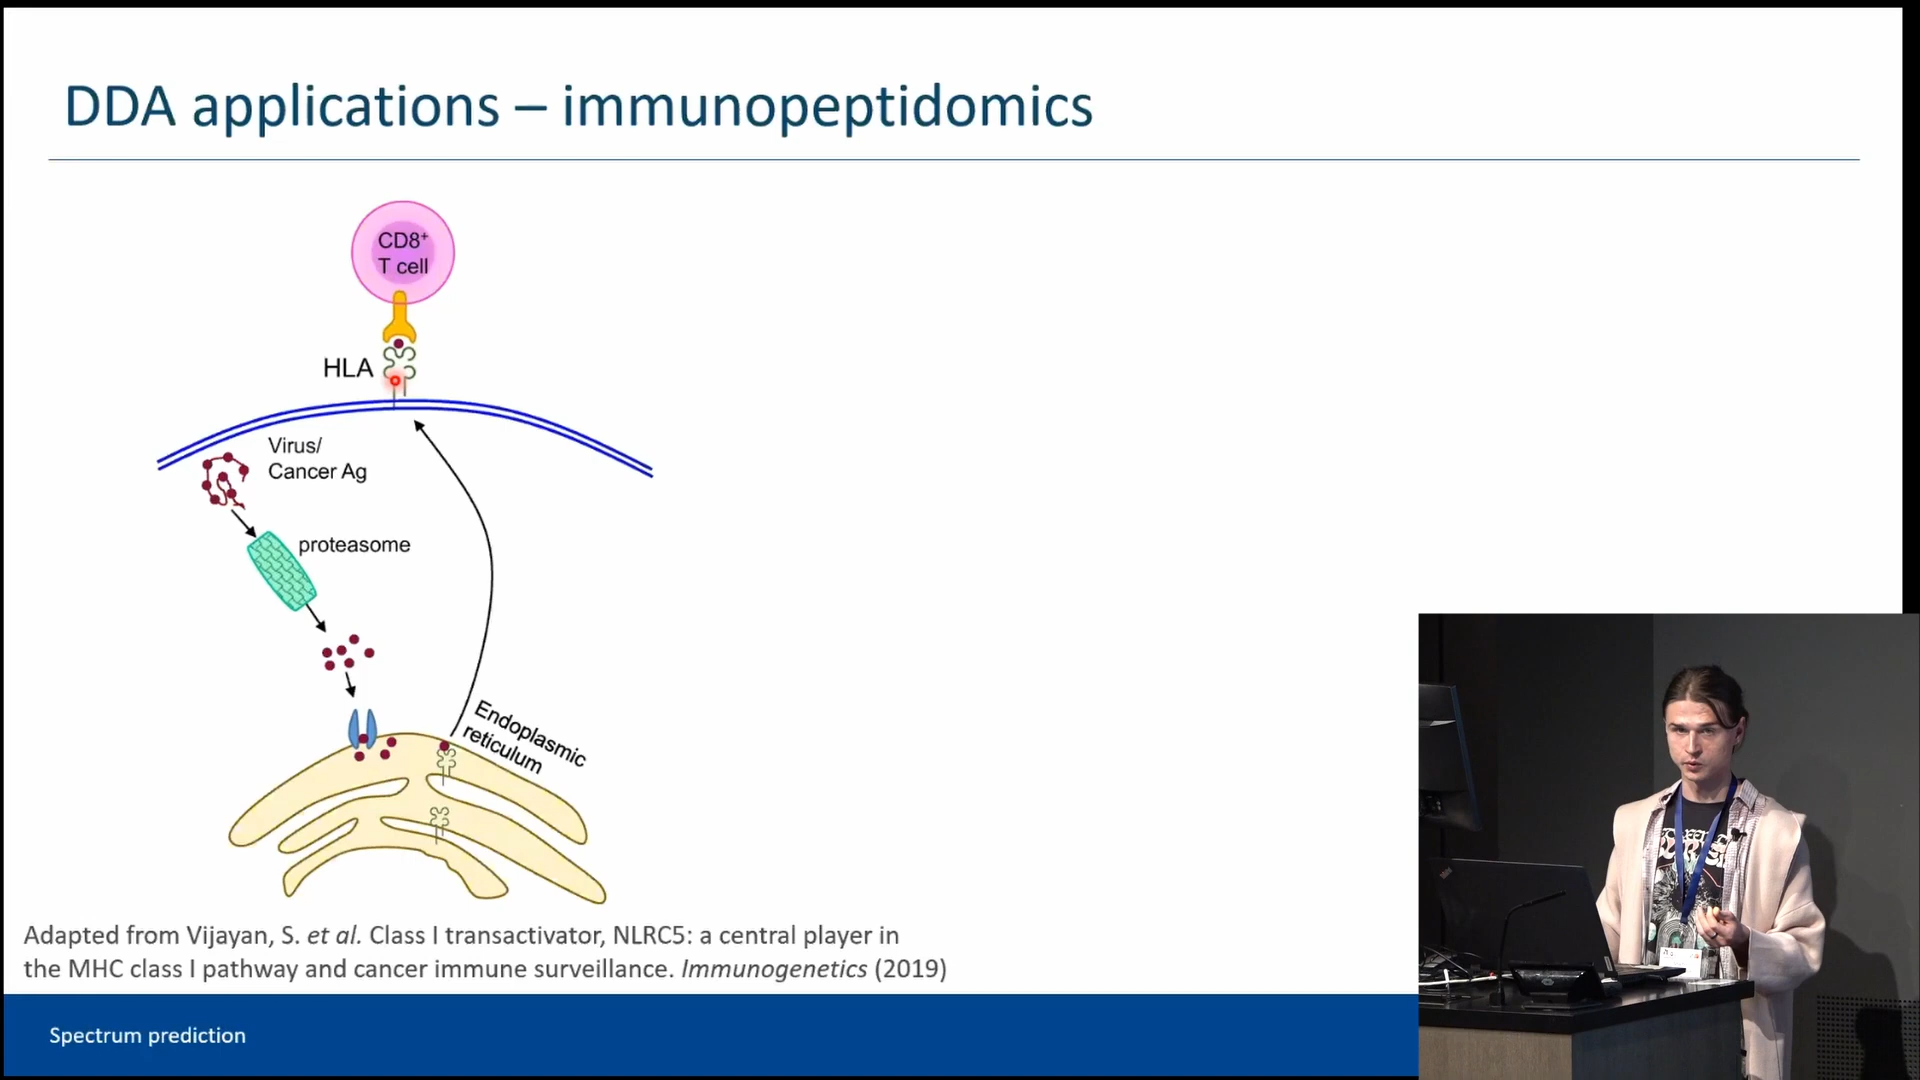 DDA applications – immunopeptidomics
CD8+
T cell
HLA
Virus/
Cancer Ag
proteasome
Endoplasmic
reticulum
Adapted from Vijayan, S. et al. Class I transactivator, NLRC5: a central player in
the MHC class I pathway and cancer immune surveillance. Immunogenetics (2019)
Spectrum prediction